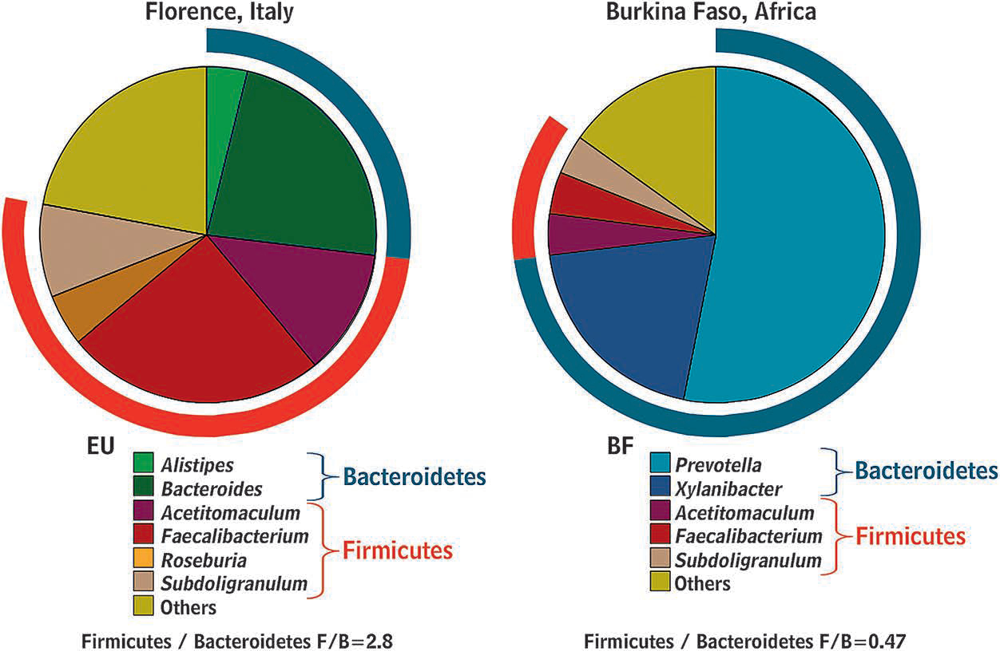 Florence, Italy
EU
Alistipes
Bacteroides
Bacteroidetes
Acetitomaculum
Faecalibacterium
Roseburia
Subdoligranulum
Firmicutes
Others
Firmicutes / Bacteroidetes F/B=2.8
Burkina Faso, Africa
BF
Prevotella
Xylanibacter
Bacteroidetes
Acetitomaculum
Faecalibacterium
Subdoligranulum
Firmicutes
Others
Firmicutes / Bacteroidetes F/B=0.47